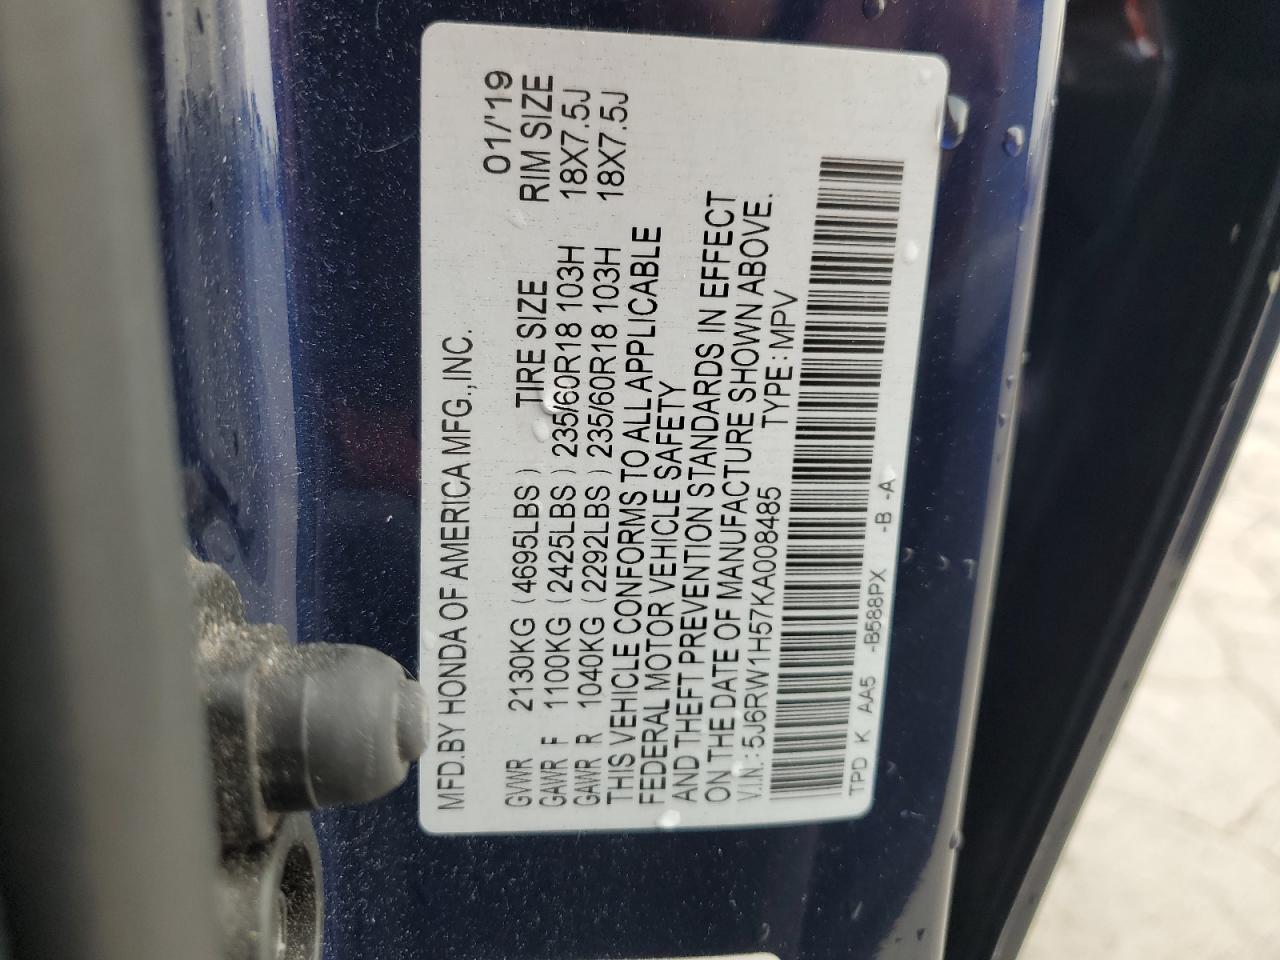 MFD.BY HONDA OF AMERICA MFG.,INC. 01/'19
GVWR 2130KG (4695LBS) TIRE SIZE RIM SIZE
GAWR F 1100KG (2425LBS) 235/60R18 103H 18X7.5J
GAWR R 1040KG (2292LBS) 235/60R18 103H 18X7.5J
THIS VEHICLE CONFORMS TO ALL APPLICABLE
FEDERAL MOTOR VEHICLE SAFETY
AND THEFT PREVENTION STANDARDS IN EFFECT
ON THE DATE OF MANUFACTURE SHOWN ABOVE.
V.I.N.: 5J6RW1H57KA008485 TYPE: MPV
TPD K AA5 -B588PX -B -A